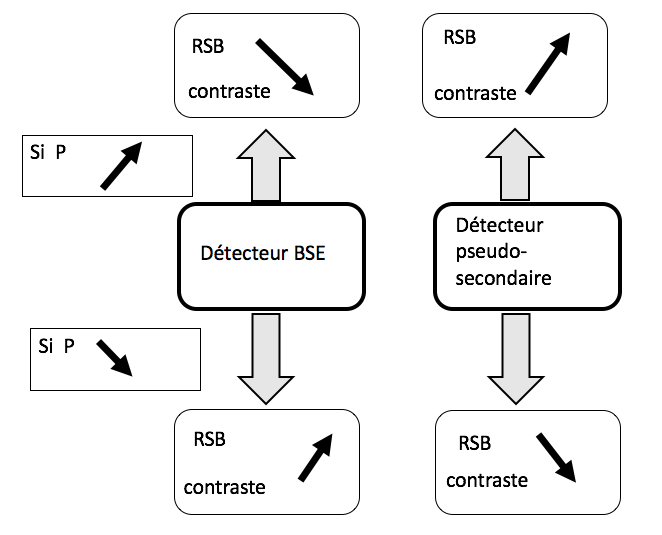 RSB
contraste
RSB
contraste
Si P
Détecteur BSE
Détecteur
pseudo-
secondaire
Si P
RSB
contraste
RSB
contraste